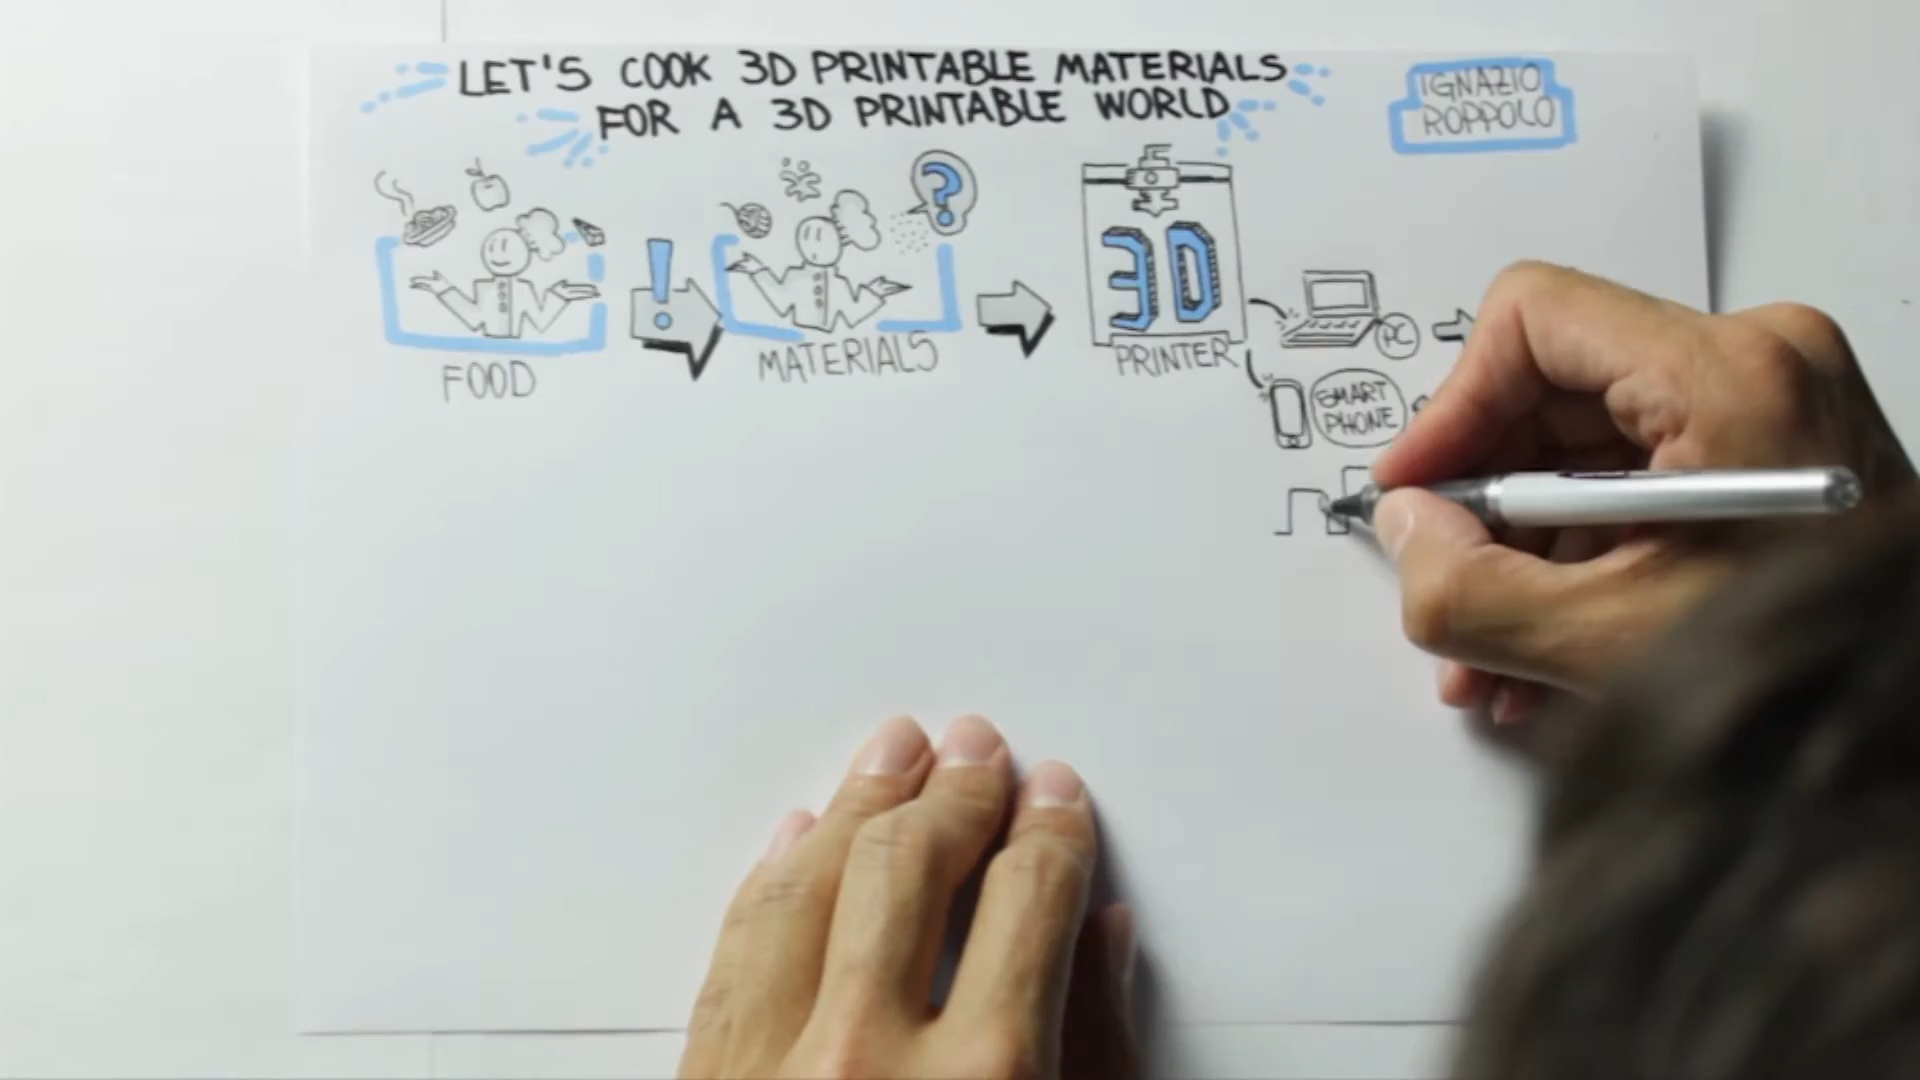 LET'S COOK 3D PRINTABLE MATERIALS
FOR A 3D PRINTABLE WORLD
IGNAZIO
ROPPOLO
?
!
3D
FOOD
MATERIALS
PRINTER
PC
SMART
PHONE